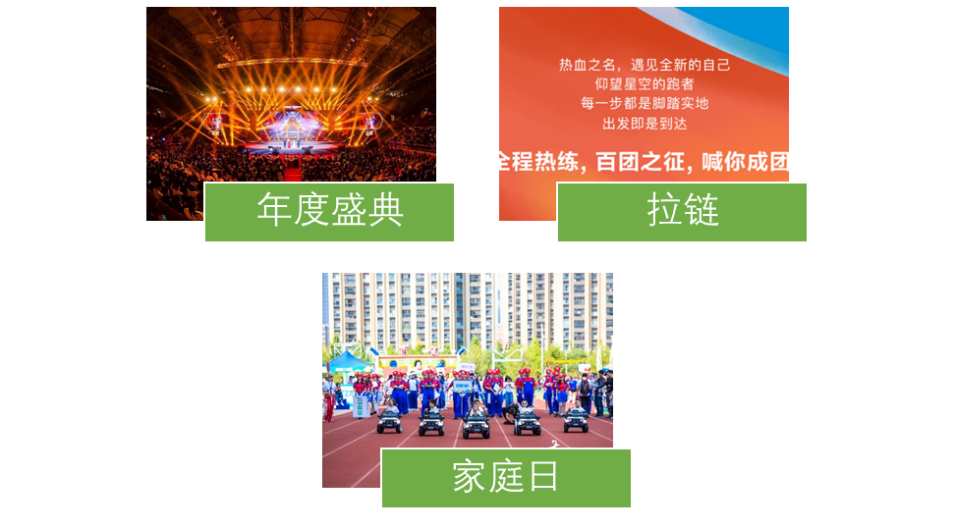 年度盛典
热血之名，遇见全新的自己
仰望星空的跑者
每一步都是脚踏实地
出发即是到达
全程热练，百团之征，喊你成团
拉链
家庭日